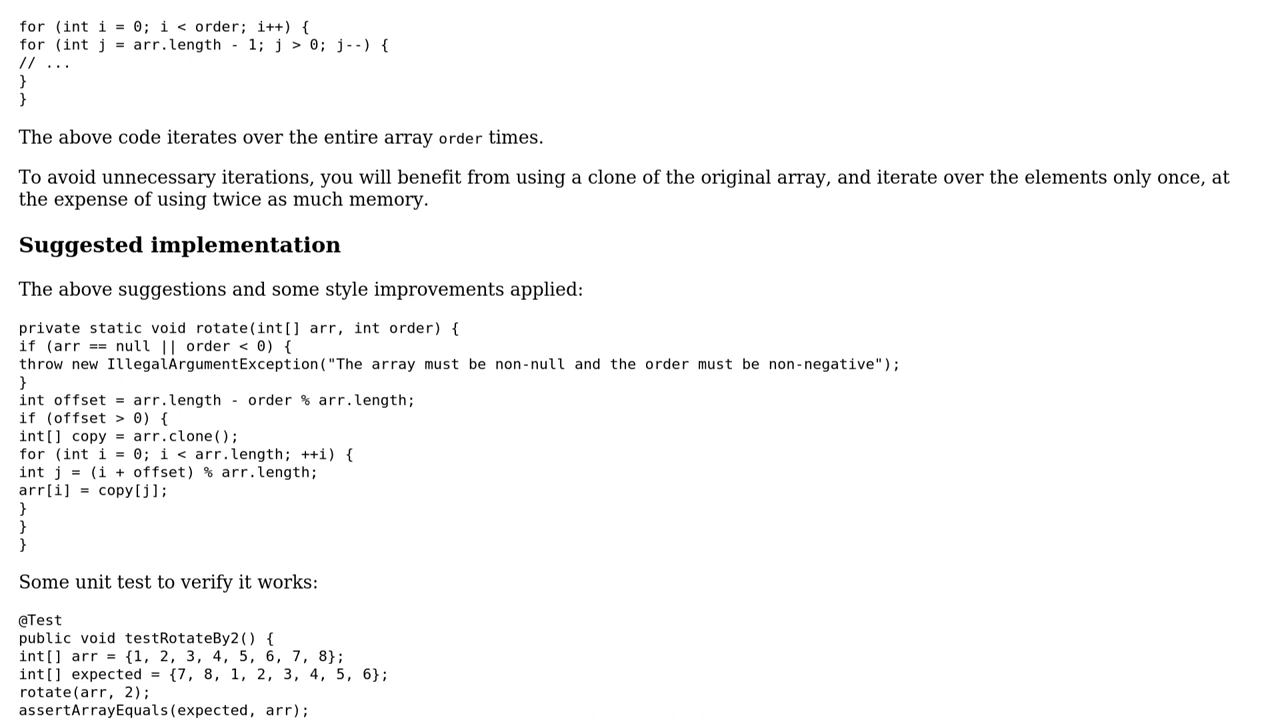 for (int i = 0; i < order; i++) {
for (int j = arr.length - 1; j > 0; j--) {
// ...
}
}
The above code iterates over the entire array order times.
To avoid unnecessary iterations, you will benefit from using a clone of the original array, and iterate over the elements only once, at
the expense of using twice as much memory.
Suggested implementation
The above suggestions and some style improvements applied:
private static void rotate(int[] arr, int order) {
if (arr == null || order < 0) {
throw new IllegalArgumentException("The array must be non-null and the order must be non-negative");
}
int offset = arr.length - order % arr.length;
if (offset > 0) {
int[] copy = arr.clone();
for (int i = 0; i < arr.length; ++i) {
int j = (i + offset) % arr.length;
arr[i] = copy[j];
}
}
}
Some unit test to verify it works:
@Test
public void testRotateBy2() {
int[] arr = {1, 2, 3, 4, 5, 6, 7, 8};
int[] expected = {7, 8, 1, 2, 3, 4, 5, 6};
rotate(arr, 2);
assertArrayEquals(expected, arr);